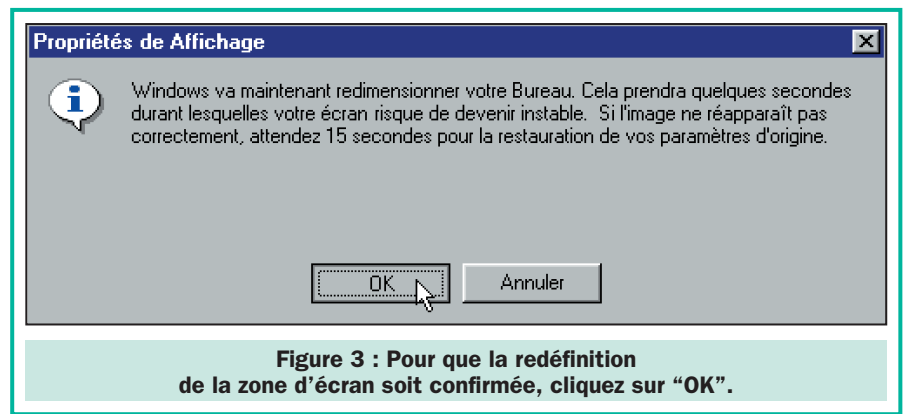 Propriétés de Affichage
Windows va maintenant redimensionner votre Bureau. Cela prendra quelques secondes
durant lesquelles votre écran risque de devenir instable. Si l'image ne réapparaît pas
correctement, attendez 15 secondes pour la restauration de vos paramètres d'origine.
OK
Annuler
Figure 3 : Pour que la redéfinition
de la zone d'écran soit confirmée, cliquez sur “OK”.